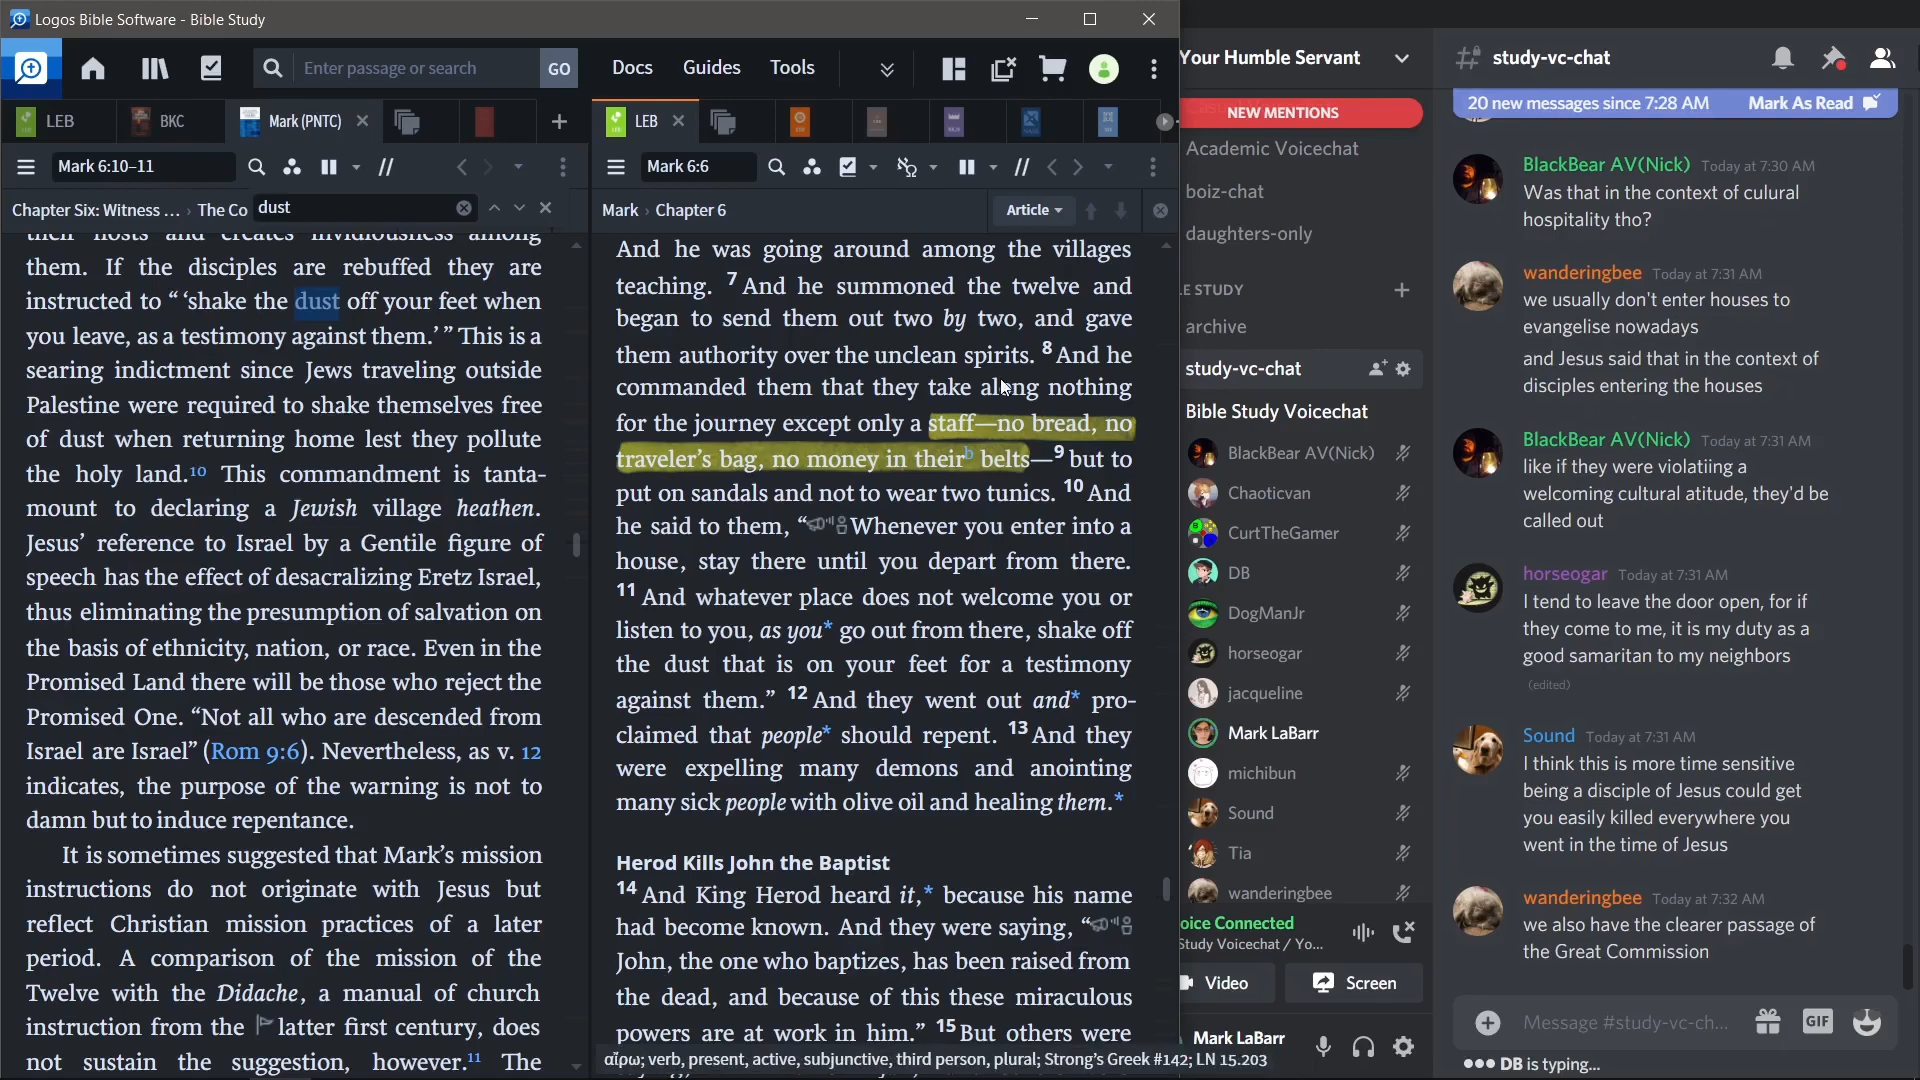 Logos Bible Software - Bible Study
Enter passage or search
GO
Docs
Guides
Tools
LEB
BKC
Mark (PNTC)
Mark 6:10–11
Chapter Six: Witness ... › The Co
dust
them. If the disciples are rebuffed they are
instructed to “ ‘shake the dust off your feet when
you leave, as a testimony against them.’ ” This is a
searing indictment since Jews traveling outside
Palestine were required to shake themselves free
of dust when returning home lest they pollute
the holy land.10 This commandment is tanta-
mount to declaring a Jewish village heathen.
Jesus’ reference to Israel by a Gentile figure of
speech has the effect of desacralizing Eretz Israel,
thus eliminating the presumption of salvation on
the basis of ethnicity, nation, or race. Even in the
Promised Land there will be those who reject the
Promised One. “Not all who are descended from
Israel are Israel” (Rom 9:6). Nevertheless, as v. 12
indicates, the purpose of the warning is not to
damn but to induce repentance.
It is sometimes suggested that Mark’s mission
instructions do not originate with Jesus but
reflect Christian mission practices of a later
period. A comparison of the mission of the
Twelve with the Didache, a manual of church
instruction from the latter first century, does
not sustain the suggestion, however.11 The
LEB
Mark 6:6
Mark › Chapter 6
Article
And he was going around among the villages
teaching. 7 And he summoned the twelve and
began to send them out two by two, and gave
them authority over the unclean spirits. 8 And he
commanded them that they take along nothing
for the journey except only a staff—no bread, no
traveler’s bag, no money in their b belts—9 but to
put on sandals and not to wear two tunics. 10 And
he said to them, “Whenever you enter into a
house, stay there until you depart from there.
11 And whatever place does not welcome you or
listen to you, as you* go out from there, shake off
the dust that is on your feet for a testimony
against them.” 12 And they went out and* pro-
claimed that people* should repent. 13 And they
were expelling many demons and anointing
many sick people with olive oil and healing them.*
Herod Kills John the Baptist
14 And King Herod heard it,* because his name
had become known. And they were saying, “
John, the one who baptizes, has been raised from
the dead, and because of this these miraculous
powers are at work in him.” 15 But others were
αἴρω; verb, present, active, subjunctive, third person, plural; Strong’s Greek #142; LN 15.203
Your Humble Servant
NEW MENTIONS
Academic Voicechat
boiz-chat
daughters-only
LE STUDY
archive
study-vc-chat
Bible Study Voicechat
BlackBear AV(Nick)
Chaoticvan
CurtTheGamer
DB
DogManJr
horseogar
jacqueline
Mark LaBarr
michibun
Sound
Tia
wanderingbee
oice Connected
Study Voicechat / Yo...
Video
Screen
Mark LaBarr
study-vc-chat
20 new messages since 7:28 AM
Mark As Read
BlackBear AV(Nick) Today at 7:30 AM
Was that in the context of culural
hospitality tho?
wanderingbee Today at 7:31 AM
we usually don't enter houses to
evangelise nowadays
and Jesus said that in the context of
disciples entering the houses
BlackBear AV(Nick) Today at 7:31 AM
like if they were violatiing a
welcoming cultural atitude, they'd be
called out
horseogar Today at 7:31 AM
I tend to leave the door open, for if
they come to me, it is my duty as a
good samaritan to my neighbors
(edited)
Sound Today at 7:31 AM
I think this is more time sensitive
being a disciple of Jesus could get
you easily killed everywhere you
went in the time of Jesus
wanderingbee Today at 7:32 AM
we also have the clearer passage of
the Great Commission
Message #study-vc-ch...
GIF
DB is typing...